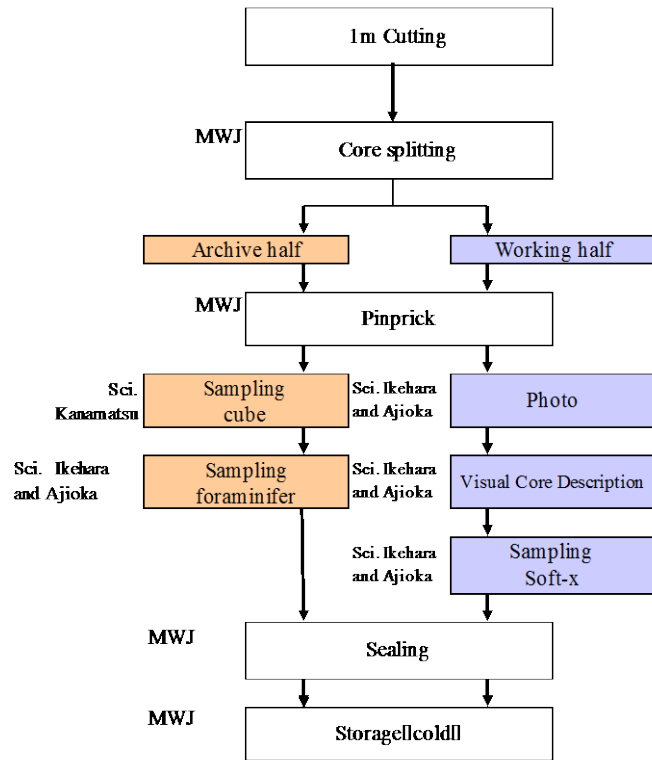 1m Cutting
MWJ
Core splitting
Archive half
Working half
MWJ
Pinprick
Sci.
Kanamatsu
Sampling
cube
Sci. Ikehara
and Ajioka
Photo
Sci. Ikehara
and Ajioka
Sampling
foraminifer
Sci. Ikehara
and Ajioka
Visual Core Description
Sci. Ikehara
and Ajioka
Sampling
Soft-x
MWJ
Sealing
MWJ
Storage▯cold▯